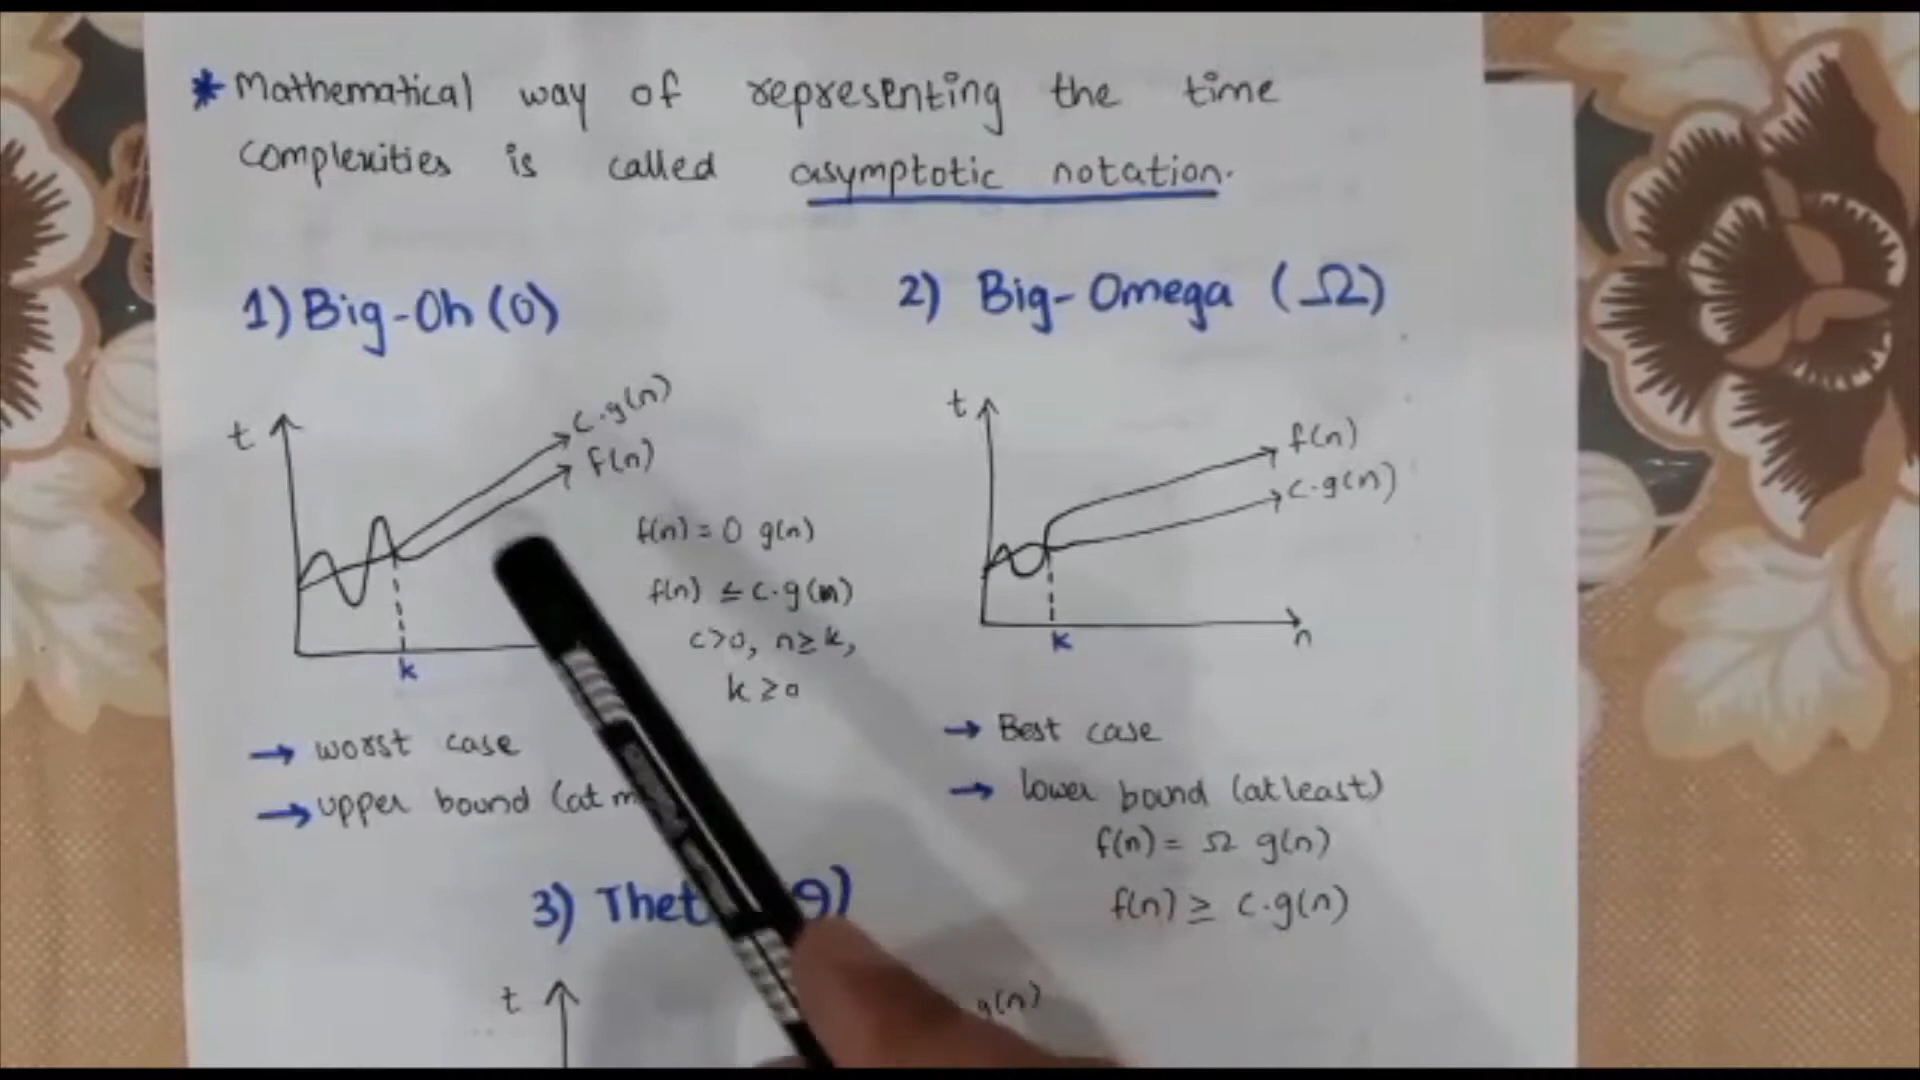 * Mathematical way of representing the time
complexities is called asymptotic notation.
1) Big-Oh (O)
t
c.g(n)
f(n)
k
f(n) = O g(n)
f(n) ≤ c.g(n)
c>0, n≥k,
k≥0
→ worst case
→ upper bound (at
2) Big-Omega (Ω)
t
f(n)
c.g(n)
k
n
→ Best case
→ lower bound (atleast)
f(n) = Ω g(n)
f(n) ≥ c.g(n)
3)
t
g(n)